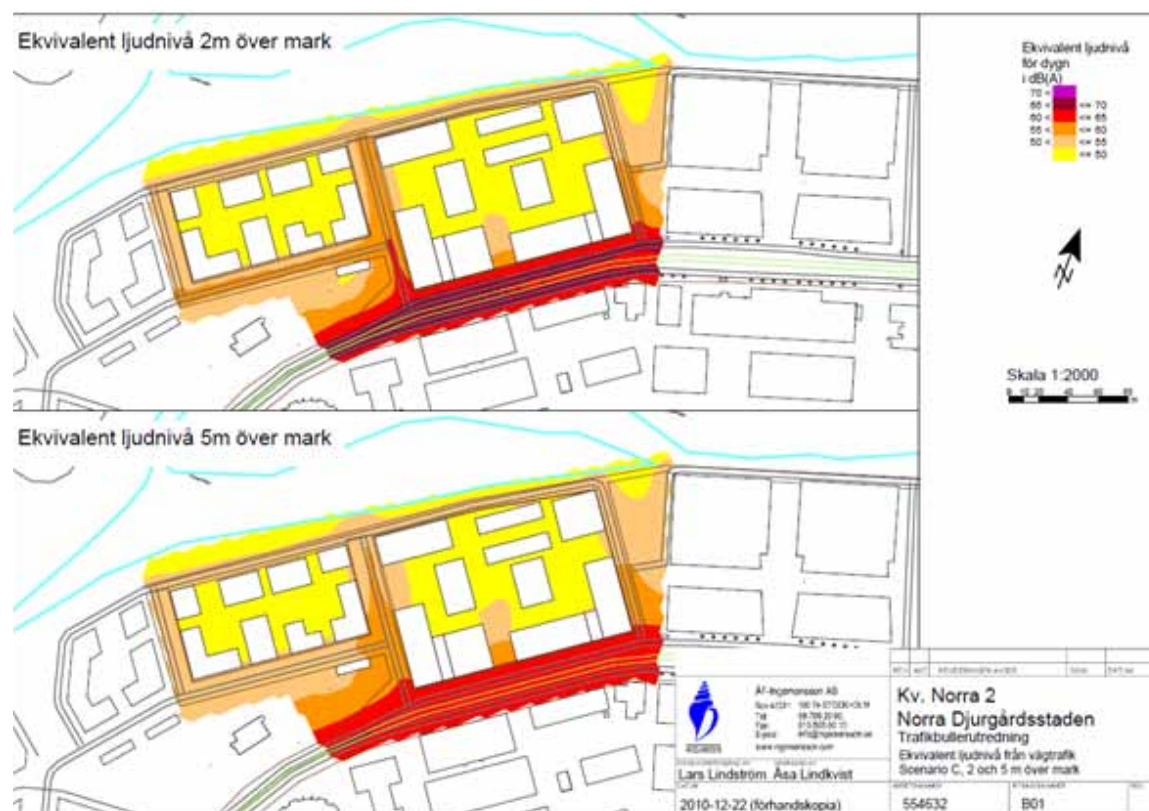 Ekvivalent ljudnivå 2m över mark
Ekvivalent ljudnivå
för dygn
i dB(A)
70 <
65 < <= 70
60 < <= 65
55 < <= 60
50 < <= 55
<= 50
Skala 1:2000
Ekvivalent ljudnivå 5m över mark
ÅF-Ingemansson AB
Kv. Norra 2
Norra Djurgårdsstaden
Trafikbullerutredning
Ekvivalent ljudnivå från vägtrafik
Scenario C, 2 och 5 m över mark
Lars Lindström Åsa Lindkvist
2010-12-22 (förhandskopia)
554632
B01